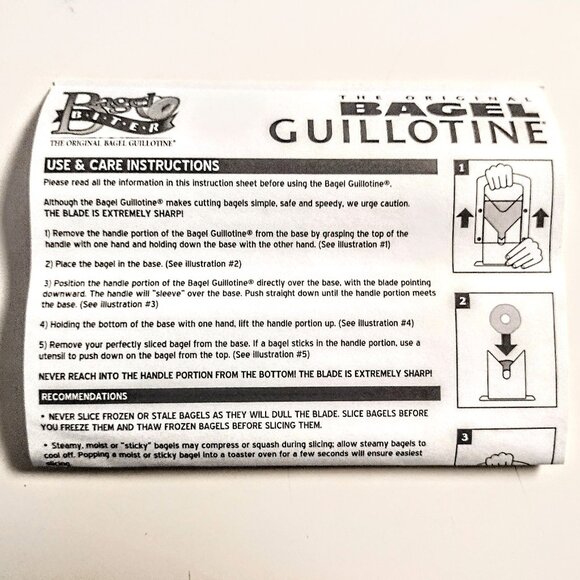 Bagel
BITER
THE ORIGINAL BAGEL GUILLOTINE®
THE ORIGINAL
BAGEL
GUILLOTINE®
USE & CARE INSTRUCTIONS
Please read all the information in this instruction sheet before using the Bagel Guillotine®.
Although the Bagel Guillotine® makes cutting bagels simple, safe and speedy, we urge caution.
THE BLADE IS EXTREMELY SHARP!
1) Remove the handle portion of the Bagel Guillotine® from the base by grasping the top of the
handle with one hand and holding down the base with the other hand. (See illustration #1)
2) Place the bagel in the base. (See illustration #2)
3) Position the handle portion of the Bagel Guillotine® directly over the base, with the blade pointing
downward. The handle will "sleeve" over the base. Push straight down until the handle portion meets
the base. (See illustration #3)
4) Holding the bottom of the base with one hand, lift the handle portion up. (See illustration #4)
5) Remove your perfectly sliced bagel from the base. If a bagel sticks in the handle portion, use a
utensil to push down on the bagel from the top. (See illustration #5)
NEVER REACH INTO THE HANDLE PORTION FROM THE BOTTOM! THE BLADE IS EXTREMELY SHARP!
RECOMMENDATIONS
• NEVER SLICE FROZEN OR STALE BAGELS AS THEY WILL DULL THE BLADE. SLICE BAGELS BEFORE
YOU FREEZE THEM AND THAW FROZEN BAGELS BEFORE SLICING THEM.
• Steamy, moist or "sticky" bagels may compress or squash during slicing; allow steamy bagels to
cool off. Popping a moist or sticky bagel into a toaster oven for a few seconds will ensure easiest
slicing.
1
2
3